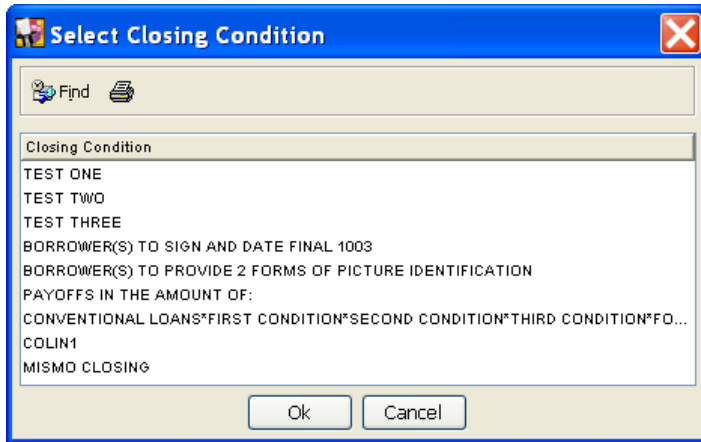 Select Closing Condition
Find
Closing Condition
TEST ONE
TEST TWO
TEST THREE
BORROWER(S) TO SIGN AND DATE FINAL 1003
BORROWER(S) TO PROVIDE 2 FORMS OF PICTURE IDENTIFICATION
PAYOFFS IN THE AMOUNT OF:
CONVENTIONAL LOANS*FIRST CONDITION*SECOND CONDITION*THIRD CONDITION*FO...
COLIN1
MISMO CLOSING
Ok Cancel